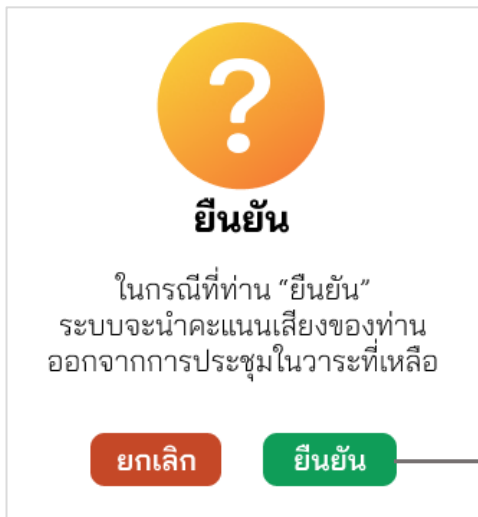 ?
ยืนยัน
ในกรณีที่ท่าน “ยืนยัน”
ระบบจะนำคะแนนเสียงของท่าน
ออกจากการประชุมในวาระที่เหลือ
ยกเลิก
ยืนยัน